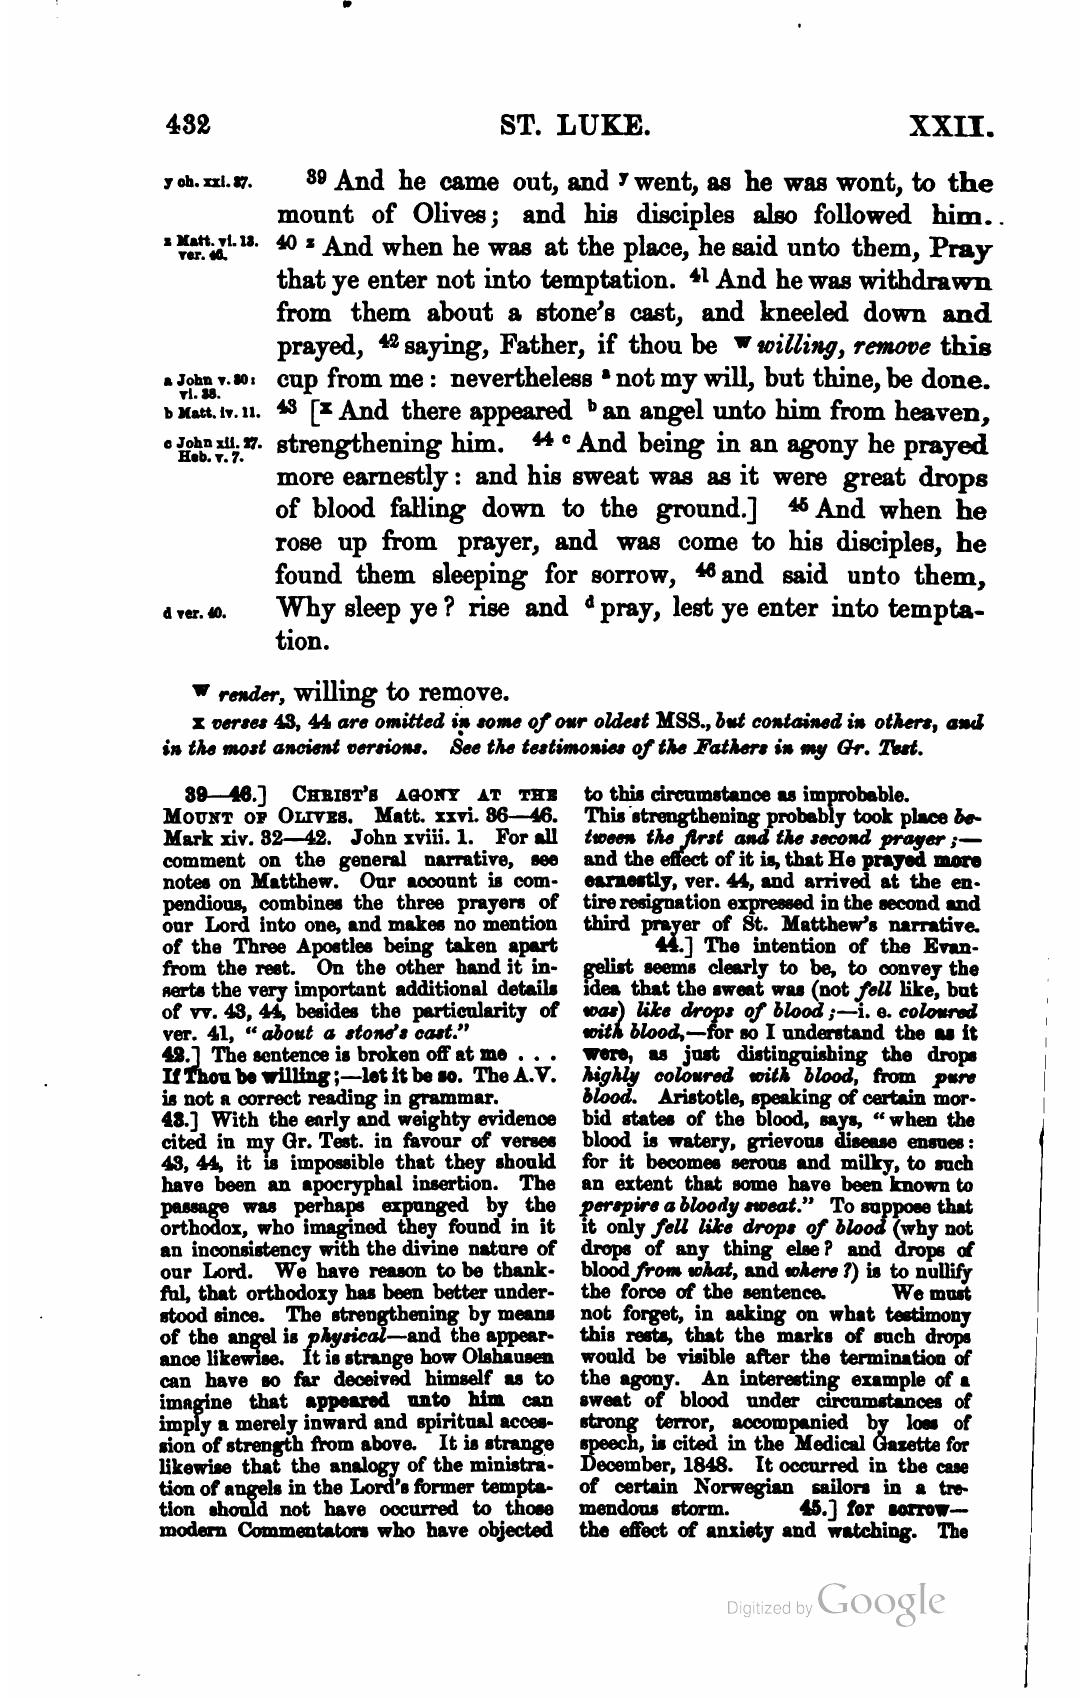 432 ST. LUKE. XXII.
y ch. xxi. 37. 39 And he came out, and y went, as he was wont, to the
mount of Olives; and his disciples also followed him.
z Matt. vi. 13. ver. 46. 40 z And when he was at the place, he said unto them, Pray
that ye enter not into temptation. 41 And he was withdrawn
from them about a stone's cast, and kneeled down and
prayed, 42 saying, Father, if thou be w willing, remove this
a John v. 30: vi. 38. cup from me : nevertheless a not my will, but thine, be done.
b Matt. iv. 11. 43 [x And there appeared b an angel unto him from heaven,
c John xii. 27. Heb. v. 7. strengthening him. 44 c And being in an agony he prayed
more earnestly : and his sweat was as it were great drops
of blood falling down to the ground.] 45 And when he
rose up from prayer, and was come to his disciples, he
found them sleeping for sorrow, 46 and said unto them,
d ver. 40. Why sleep ye ? rise and d pray, lest ye enter into tempta-
tion.
w render, willing to remove.
x verses 43, 44 are omitted in some of our oldest MSS., but contained in others, and
in the most ancient versions. See the testimonies of the Fathers in my Gr. Test.
39—46.] CHRIST'S AGONY AT THE
MOUNT OF OLIVES. Matt. xxvi. 36—46.
Mark xiv. 32—42. John xviii. 1. For all
comment on the general narrative, see
notes on Matthew. Our account is com-
pendious, combines the three prayers of
our Lord into one, and makes no mention
of the Three Apostles being taken apart
from the rest. On the other hand it in-
serts the very important additional details
of vv. 43, 44, besides the particularity of
ver. 41, "about a stone's cast."
42.] The sentence is broken off at me . . .
If Thou be willing ;—let it be so. The A.V.
is not a correct reading in grammar.
43.] With the early and weighty evidence
cited in my Gr. Test. in favour of verses
43, 44, it is impossible that they should
have been an apocryphal insertion. The
passage was perhaps expunged by the
orthodox, who imagined they found in it
an inconsistency with the divine nature of
our Lord. We have reason to be thank-
ful, that orthodoxy has been better under-
stood since. The strengthening by means
of the angel is physical—and the appear-
ance likewise. It is strange how Olshausen
can have so far deceived himself as to
imagine that appeared unto him can
imply a merely inward and spiritual acces-
sion of strength from above. It is strange
likewise that the analogy of the ministra-
tion of angels in the Lord's former tempta-
tion should not have occurred to those
modern Commentators who have objected
to this circumstance as improbable.
This strengthening probably took place be-
tween the first and the second prayer ;—
and the effect of it is, that He prayed more
earnestly, ver. 44, and arrived at the en-
tire resignation expressed in the second and
third prayer of St. Matthew's narrative.
44.] The intention of the Evan-
gelist seems clearly to be, to convey the
idea that the sweat was (not fell like, but
was) like drops of blood ;—i. e. coloured
with blood,—for so I understand the as it
were, as just distinguishing the drops
highly coloured with blood, from pure
blood. Aristotle, speaking of certain mor-
bid states of the blood, says, "when the
blood is watery, grievous disease ensues :
for it becomes serous and milky, to such
an extent that some have been known to
perspire a bloody sweat." To suppose that
it only fell like drops of blood (why not
drops of any thing else ? and drops of
blood from what, and where ?) is to nullify
the force of the sentence. We must
not forget, in asking on what testimony
this rests, that the marks of such drops
would be visible after the termination of
the agony. An interesting example of a
sweat of blood under circumstances of
strong terror, accompanied by loss of
speech, is cited in the Medical Gazette for
December, 1848. It occurred in the case
of certain Norwegian sailors in a tre-
mendous storm. 45.] for sorrow—
the effect of anxiety and watching. The
Digitized by Google